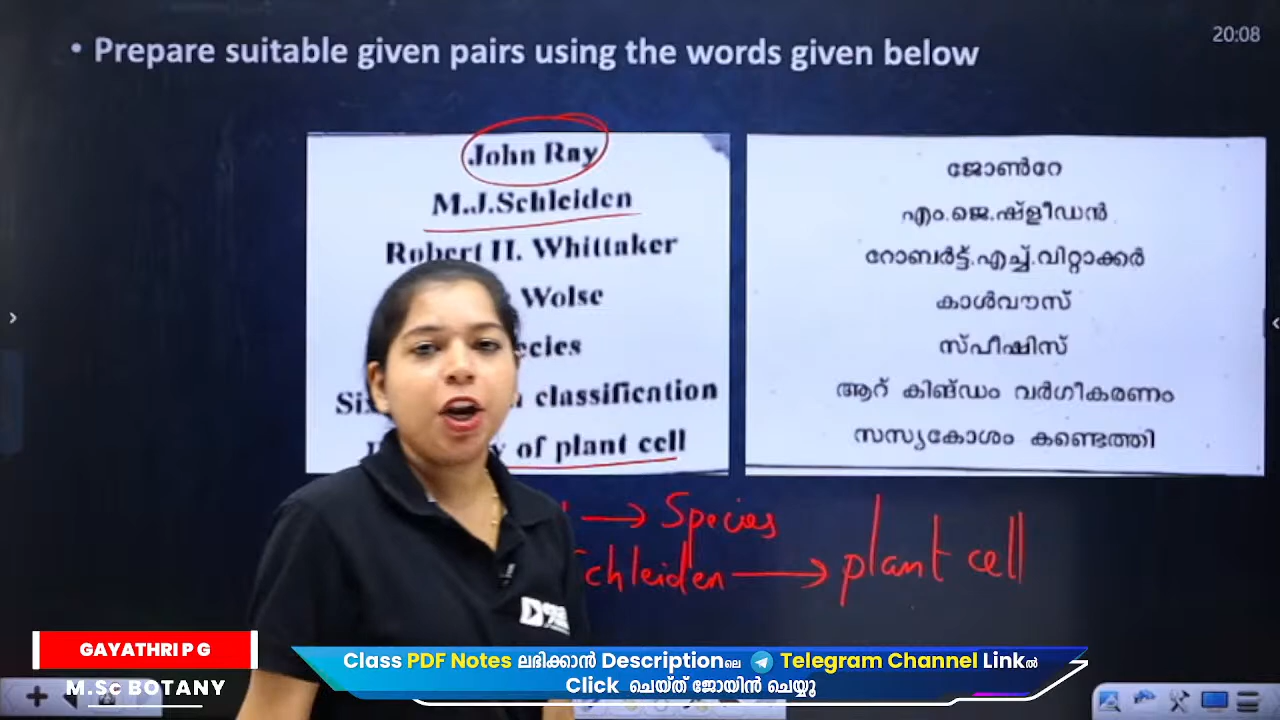 • Prepare suitable given pairs using the words given below
20:08
John Ray
M.J.Schleiden
Robert H. Whittaker
Wolse
classification
of plant cell
ജോൺറേ
എം.ജെ.ഷ്ളീഡൻ
റോബർട്ട്.എച്ച്.വിറ്റാക്കർ
കാൾവൗസ്
സ്പീഷിസ്
ആറ് കിങ്ഡം വർഗീകരണം
സസ്യകോശം കണ്ടെത്തി
→ Species
Schleiden → plant cell
GAYATHRI P G
M.Sc BOTANY
Class PDF Notes ലഭിക്കാൻ Descriptionലെ Telegram Channel Linkൽ
Click ചെയ്ത് ജോയിൻ ചെയ്യൂ